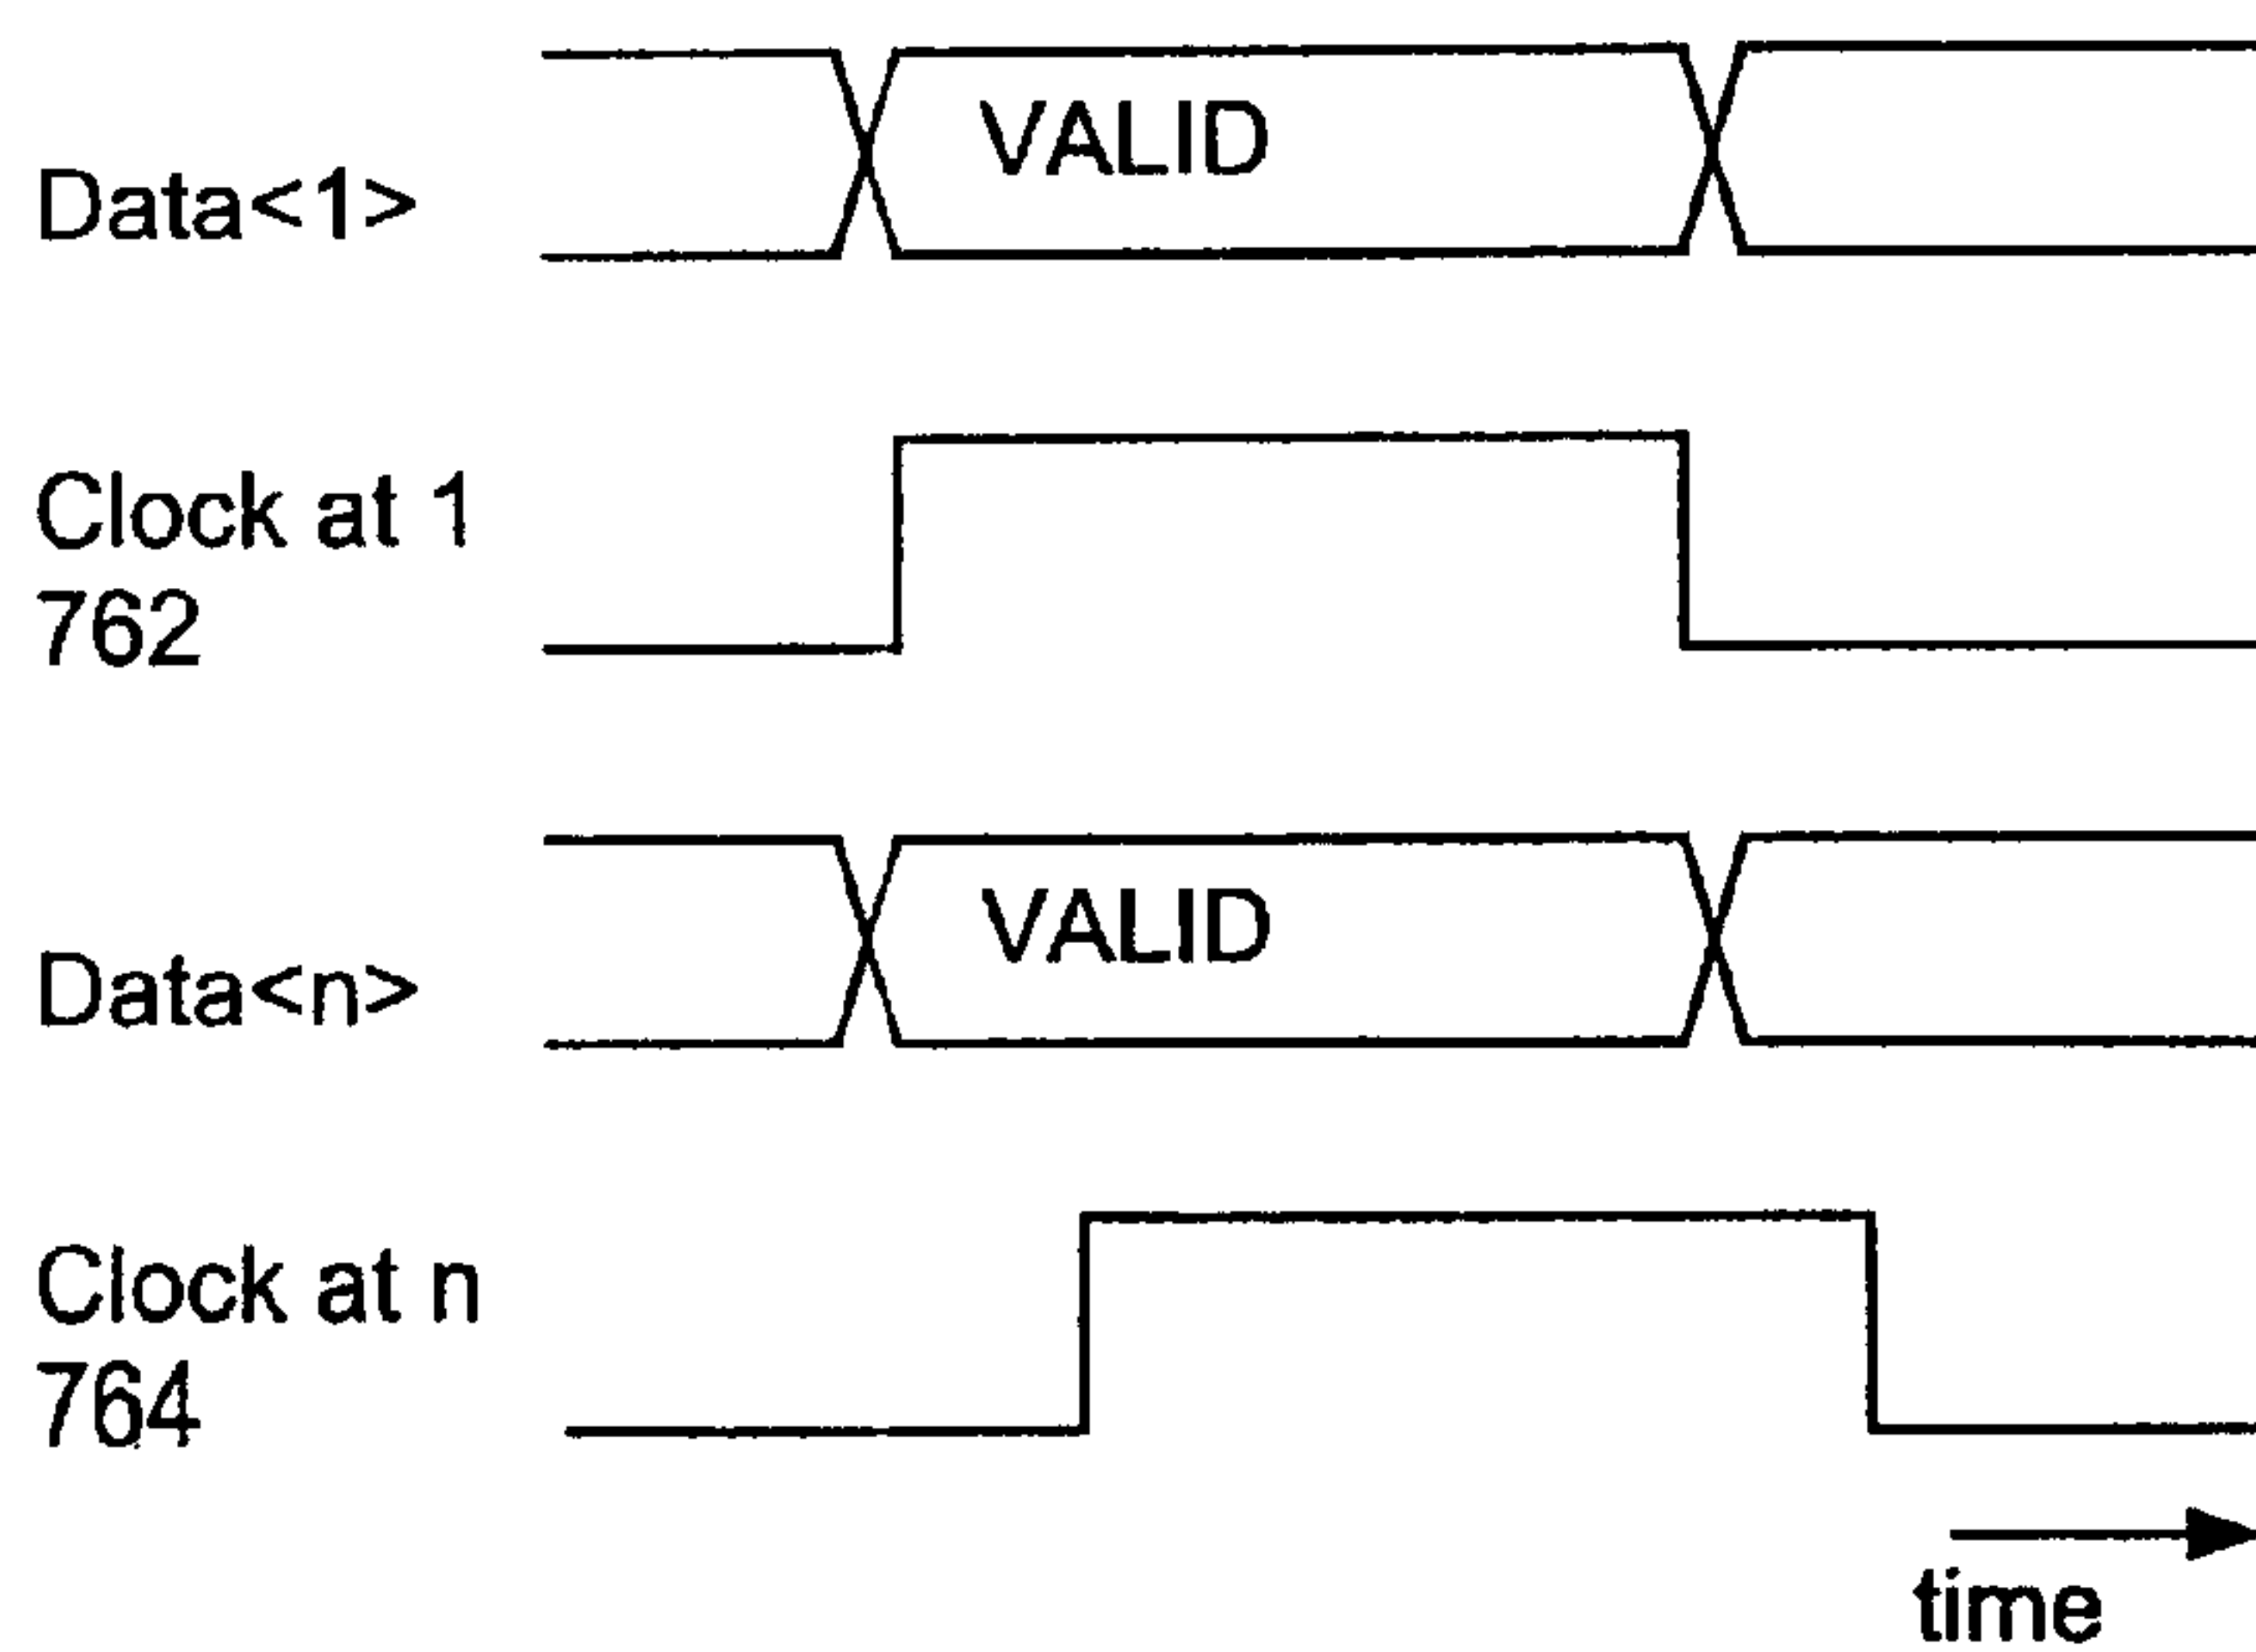 VALID
Data<1>
Clock at 1
762
VALID
Data<n>
Clock at n
764
time